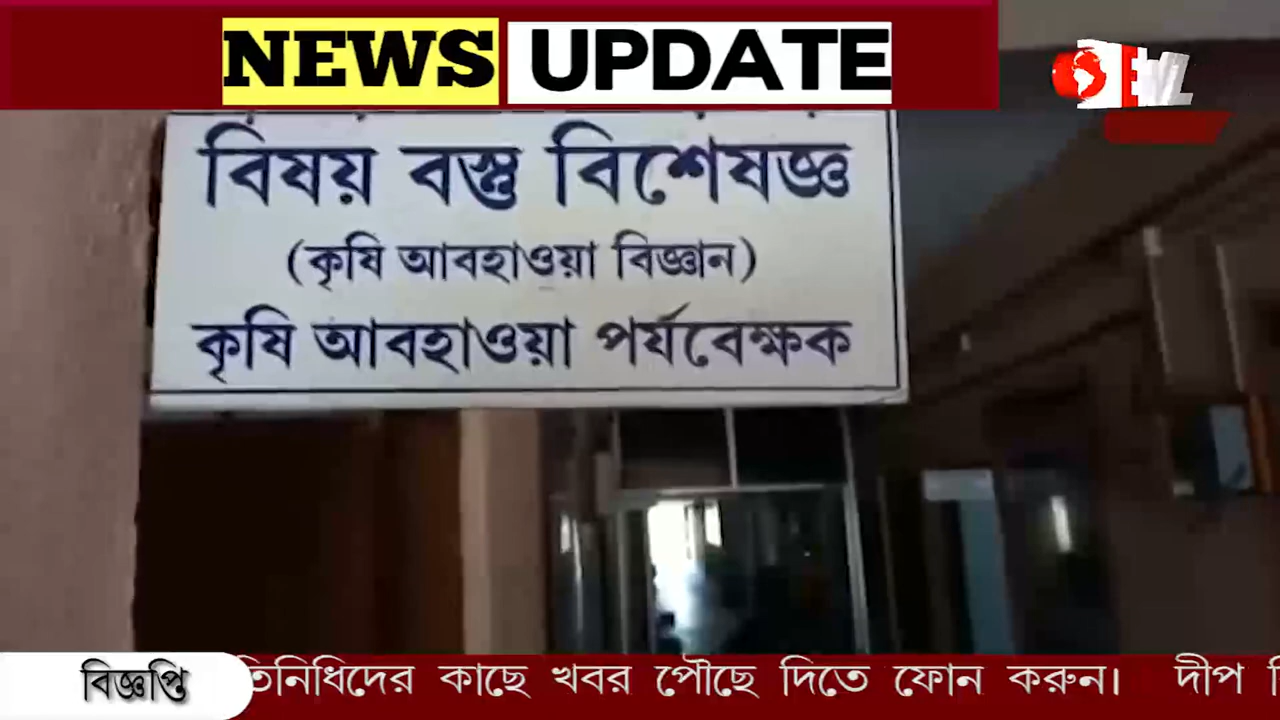 NEWS UPDATE
বিষয় বস্তু বিশেষজ্ঞ
(কৃষি আবহাওয়া বিজ্ঞান)
কৃষি আবহাওয়া পর্যবেক্ষক
বিজ্ঞপ্তি
তিনিধিদের কাছে খবর পৌছে দিতে ফোন করুন। দীপ